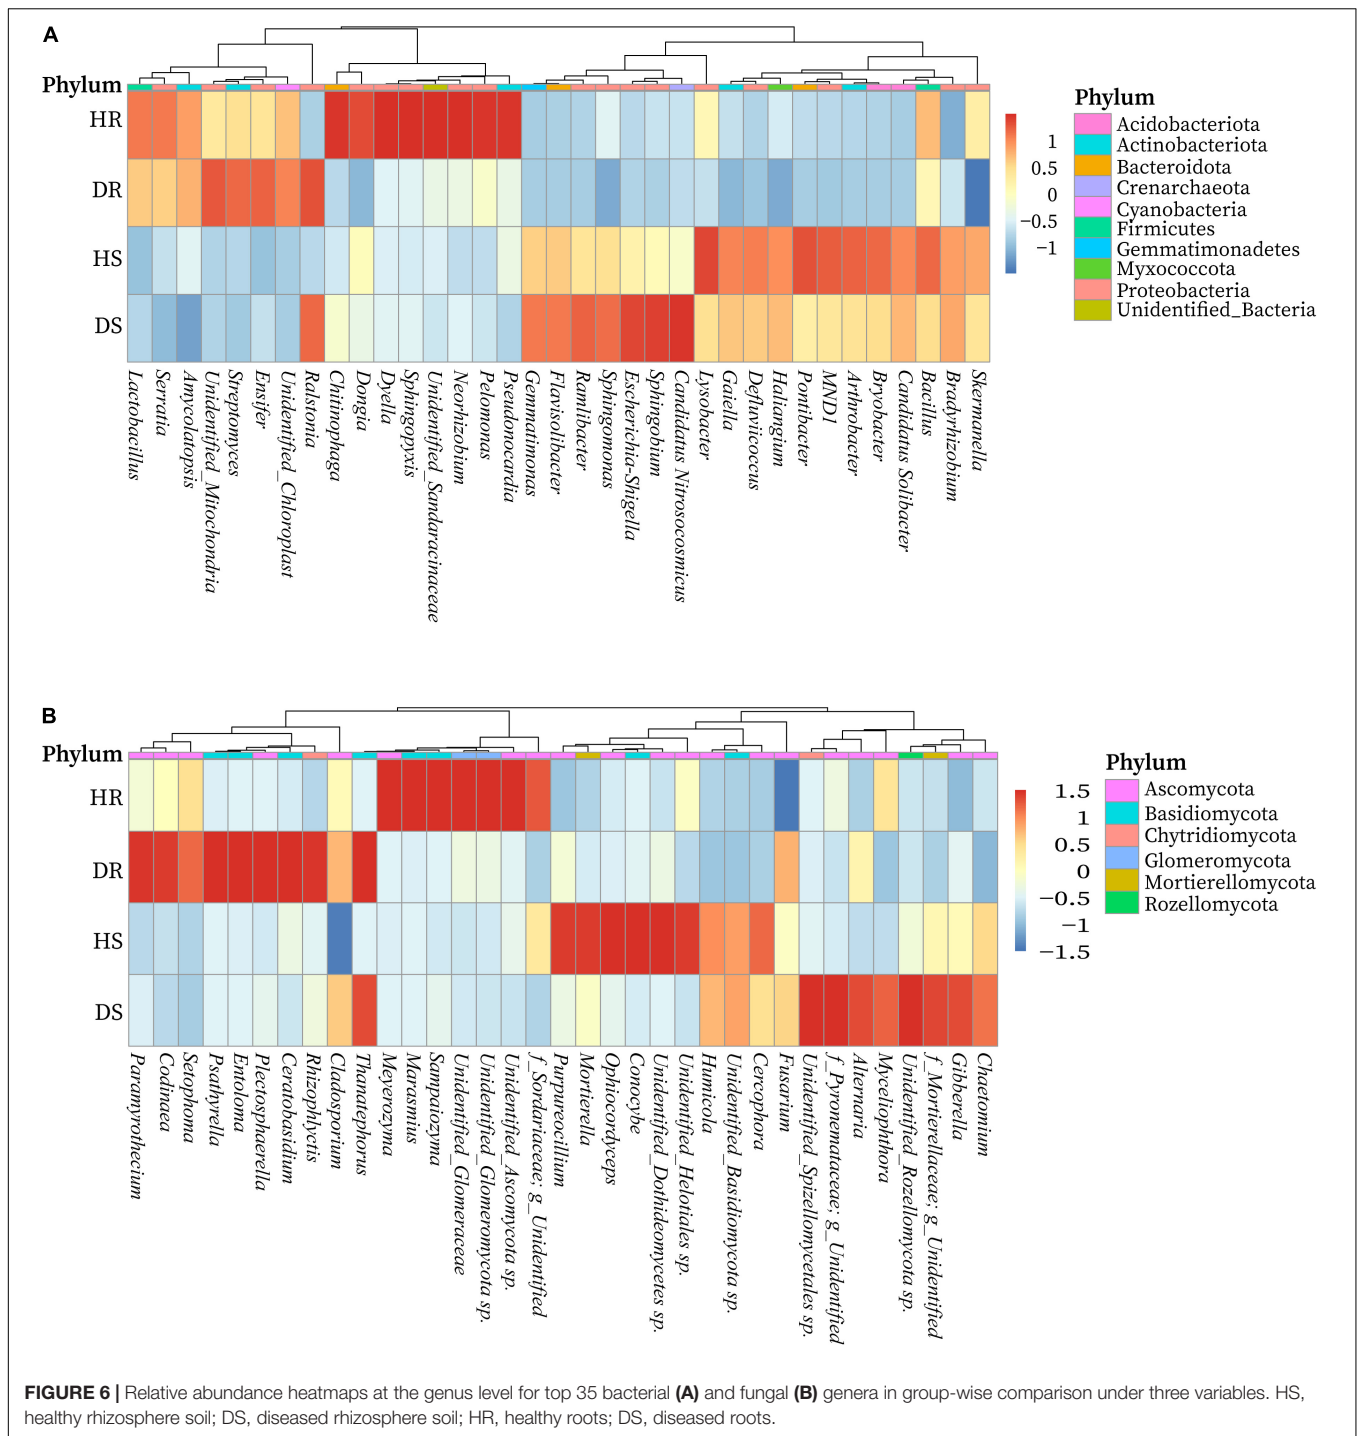 A
Phylum
HR
DR
HS
DS
1
0.5
0
−0.5
−1
Phylum
Acidobacteriota
Actinobacteriota
Bacteroidota
Crenarchaeota
Cyanobacteria
Firmicutes
Gemmatimonadetes
Myxococcota
Proteobacteria
Unidentified_Bacteria
Lactobacillus
Serratia
Amycolatopsis
Unidentified_Mitochondria
Streptomyces
Ensifer
Unidentified_Chloroplast
Ralstonia
Chitinophaga
Dongia
Dyella
Sphingopyxis
Unidentified_Sandaracinaceae
Neorhizobium
Pelomonas
Pseudonocardia
Gemmatimonas
Flavisolibacter
Ramlibacter
Sphingomonas
Escherichia-Shigella
Sphingobium
Candidatus Nitrosocosmicus
Lysobacter
Gaiella
Defluviicoccus
Haliangium
Pontibacter
MND1
Arthrobacter
Bryobacter
Candidatus Solibacter
Bacillus
Bradyrhizobium
Skermanella
B
Phylum
HR
DR
HS
DS
1.5
1
0.5
0
−0.5
−1
−1.5
Phylum
Ascomycota
Basidiomycota
Chytridiomycota
Glomeromycota
Mortierellomycota
Rozellomycota
Paramyrothecium
Codinaea
Setophoma
Psathyrella
Entoloma
Plectosphaerella
Ceratobasidium
Rhizophlyctis
Cladosporium
Thanatephorus
Meyerozyma
Marasmius
Sampaiozyma
Unidentified_Glomeraceae
Unidentified_Glomeromycota sp.
Unidentified_Ascomycota sp.
f_Sordariaceae; g_Unidentified
Purpureocillium
Mortierella
Ophiocordyceps
Conocybe
Unidentified_Dothideomycetes sp.
Unidentified_Helotiales sp.
Humicola
Unidentified_Basidiomycota sp.
Cercophora
Fusarium
Unidentified_Spizellomycetales sp.
f_Pyronemataceae; g_Unidentified
Alternaria
Myceliophthora
Unidentified_Rozellomycota sp.
f_Mortierellaceae; g_Unidentified
Gibberella
Chaetomium
FIGURE 6 | Relative abundance heatmaps at the genus level for top 35 bacterial (A) and fungal (B) genera in group-wise comparison under three variables. HS,
healthy rhizosphere soil; DS, diseased rhizosphere soil; HR, healthy roots; DS, diseased roots.